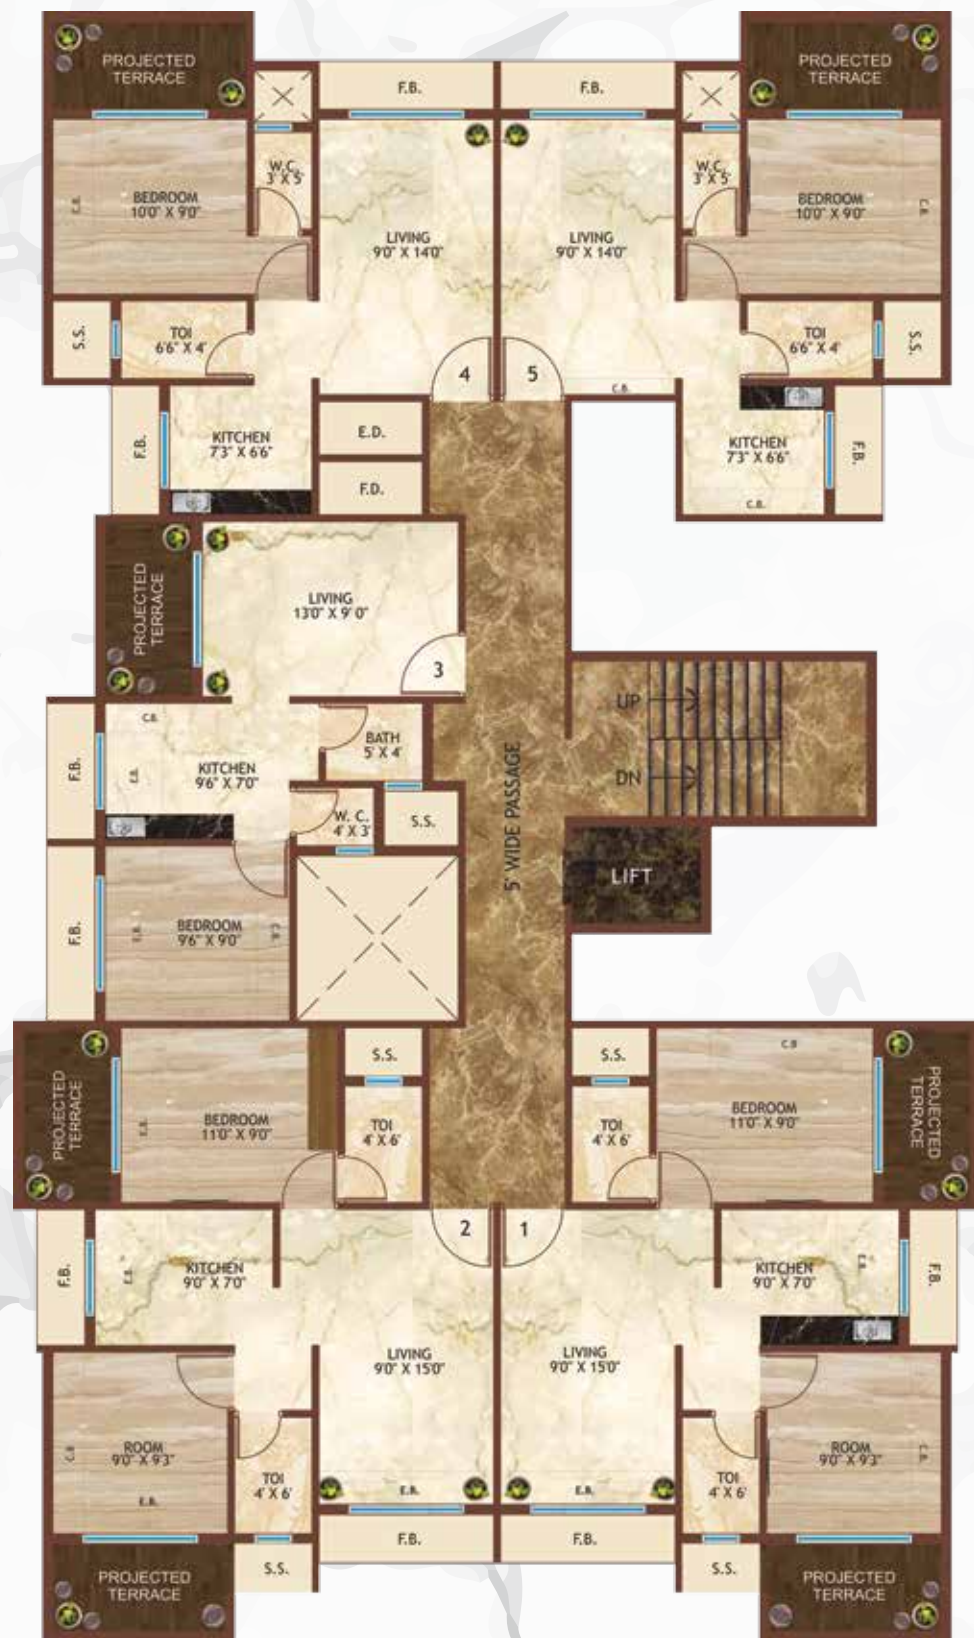 PROJECTED
TERRACE
F.B.
F.B.
PROJECTED
TERRACE
W.C.
3' X 5'
W.C.
3' X 5'
C.B.
BEDROOM
10'0" X 9'0"
LIVING
9'0" X 14'0"
LIVING
9'0" X 14'0"
BEDROOM
10'0" X 9'0"
C.B.
S.S.
TOI
6'6" X 4'
4
5
TOI
6'6" X 4'
S.S.
C.B.
F.B.
KITCHEN
7'3" X 6'6"
E.D.
F.D.
KITCHEN
7'3" X 6'6"
C.B.
F.B.
PROJECTED
TERRACE
LIVING
13'0" X 9' 0"
3
C.B.
F.B.
E.B.
KITCHEN
9'6" X 7'0"
BATH
5' X 4'
W. C.
4' X 3'
S.S.
UP
DN
5' WIDE PASSAGE
LIFT
F.B.
E.B.
BEDROOM
9'6" X 9'0"
C.B.
PROJECTED
TERRACE
E.B.
BEDROOM
11'0" X 9'0"
S.S.
TOI
4' X 6'
S.S.
TOI
4' X 6'
C.B
BEDROOM
11'0" X 9'0"
PROJECTED
TERRACE
2
1
F.B.
E.B.
KITCHEN
9'0" X 7'0"
KITCHEN
9'0" X 7'0"
E.B.
F.B.
LIVING
9'0" X 15'0"
LIVING
9'0" X 15'0"
C.B
ROOM
9'0" X 9'3"
E.B.
TOI
4' X 6'
E.B.
E.B.
TOI
4' X 6'
ROOM
9'0" X 9'3"
C.B
F.B.
F.B.
S.S.
S.S.
PROJECTED
TERRACE
PROJECTED
TERRACE